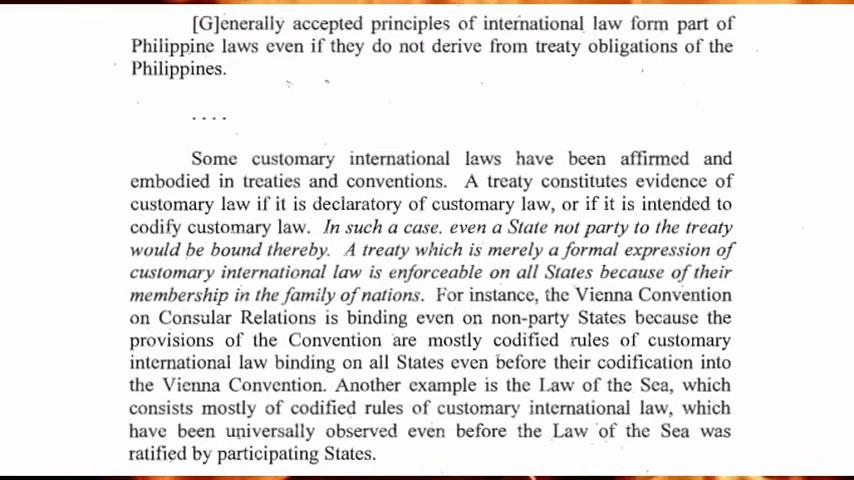 [G]enerally accepted principles of international law form part of
Philippine laws even if they do not derive from treaty obligations of the
Philippines.
. . . .
Some customary international laws have been affirmed and
embodied in treaties and conventions. A treaty constitutes evidence of
customary law if it is declaratory of customary law, or if it is intended to
codify customary law. In such a case, even a State not party to the treaty
would be bound thereby. A treaty which is merely a formal expression of
customary international law is enforceable on all States because of their
membership in the family of nations. For instance, the Vienna Convention
on Consular Relations is binding even on non-party States because the
provisions of the Convention are mostly codified rules of customary
international law binding on all States even before their codification into
the Vienna Convention. Another example is the Law of the Sea, which
consists mostly of codified rules of customary international law, which
have been universally observed even before the Law of the Sea was
ratified by participating States.